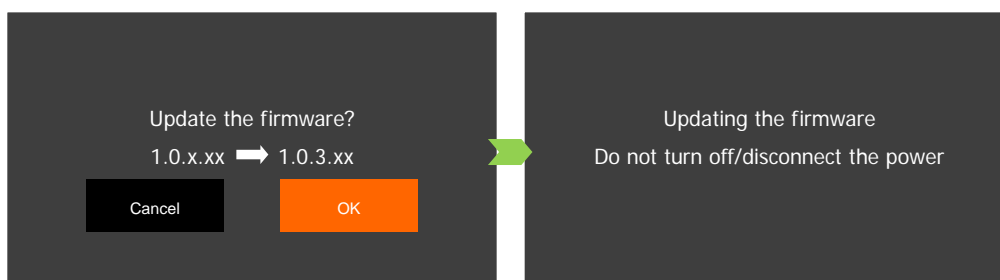 Update the firmware?
1.0.x.xx ➡ 1.0.3.xx
Cancel
OK
Updating the firmware
Do not turn off/disconnect the power